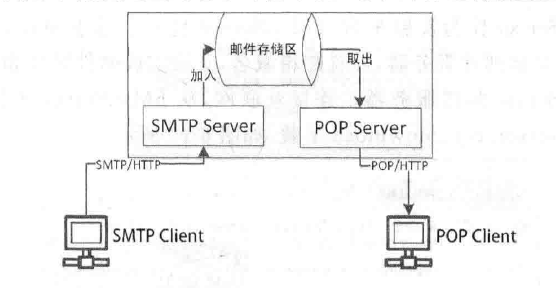 邮件存储区
加入
取出
SMTP Server
POP Server
SMTP/HTTP
POP/HTTP
SMTP Client
POP Client